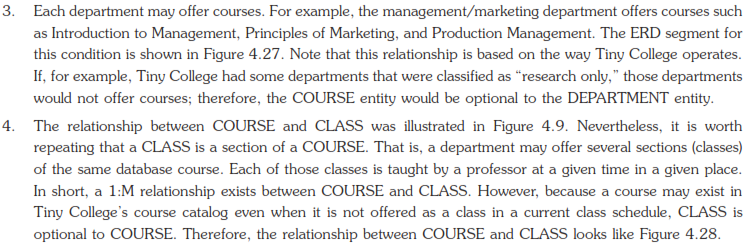 3. Each department may offer courses. For example, the management/marketing department offers courses such
as Introduction to Management, Principles of Marketing, and Production Management. The ERD segment for
this condition is shown in Figure 4.27. Note that this relationship is based on the way Tiny College operates.
If, for example, Tiny College had some departments that were classified as “research only,” those departments
would not offer courses; therefore, the COURSE entity would be optional to the DEPARTMENT entity.
4. The relationship between COURSE and CLASS was illustrated in Figure 4.9. Nevertheless, it is worth
repeating that a CLASS is a section of a COURSE. That is, a department may offer several sections (classes)
of the same database course. Each of those classes is taught by a professor at a given time in a given place.
In short, a 1:M relationship exists between COURSE and CLASS. However, because a course may exist in
Tiny College’s course catalog even when it is not offered as a class in a current class schedule, CLASS is
optional to COURSE. Therefore, the relationship between COURSE and CLASS looks like Figure 4.28.